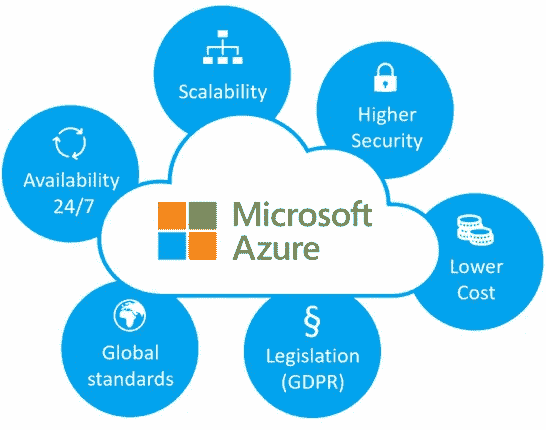 Scalability
Higher
Security
Availability
24/7
Microsoft
Azure
Lower
Cost
Global
standards
§
Legislation
(GDPR)